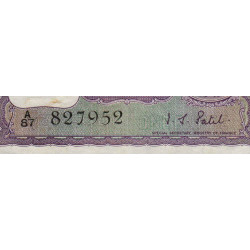 A/87 827952
I. G. Patel
SPECIAL SECRETARY, MINISTRY OF FINANCE